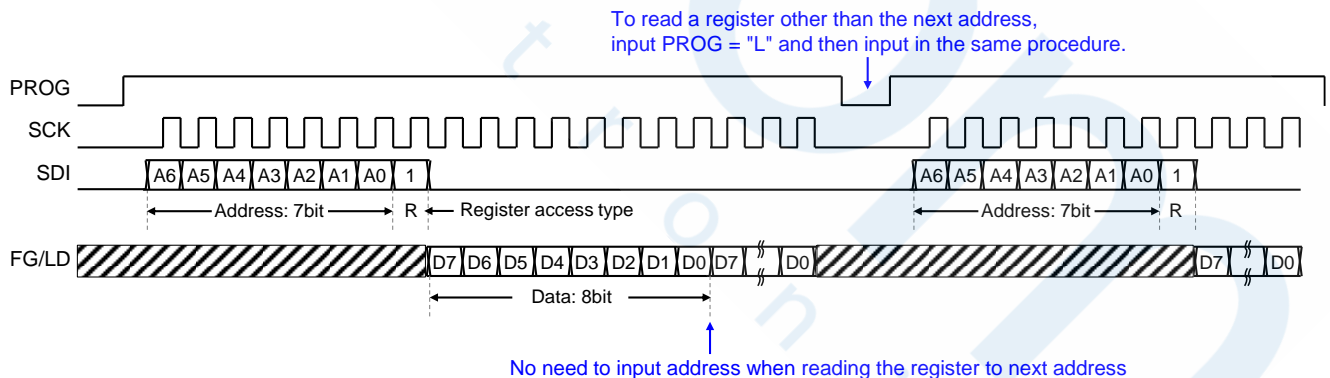 To read a register other than the next address,
input PROG = "L" and then input in the same procedure.
PROG
SCK
SDI
A6 A5 A4 A3 A2 A1 A0 1
A6 A5 A4 A3 A2 A1 A0 1
Address: 7bit R Register access type
Address: 7bit R
FG/LD
D7 D6 D5 D4 D3 D2 D1 D0 D7 D0
D7 D0
Data: 8bit
No need to input address when reading the register to next address